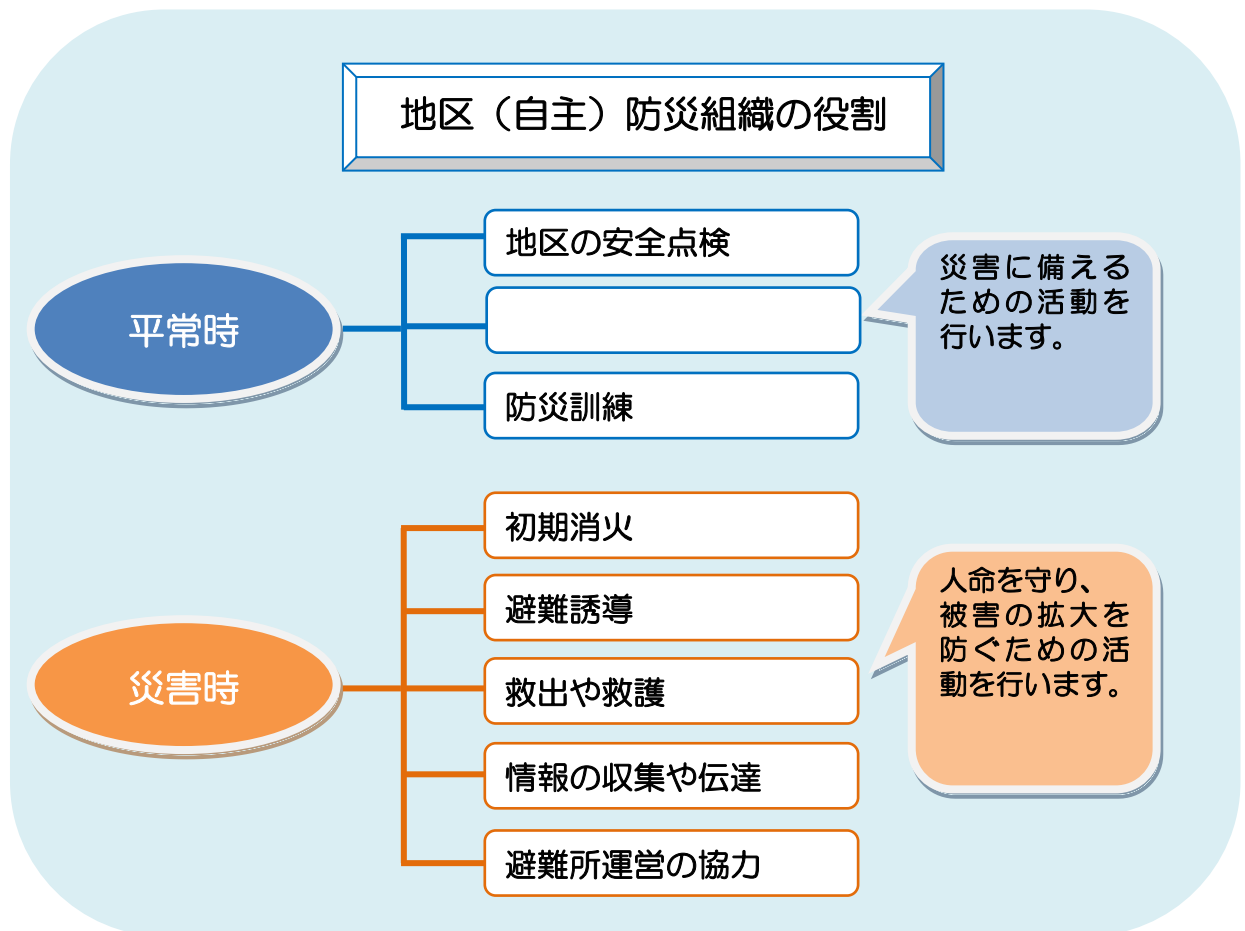 地区（自主）防災組織の役割
平常時
地区の安全点検
防災訓練
災害に備える
ための活動を
行います。
災害時
初期消火
避難誘導
救出や救護
情報の収集や伝達
避難所運営の協力
人命を守り、
被害の拡大を
防ぐための活
動を行います。